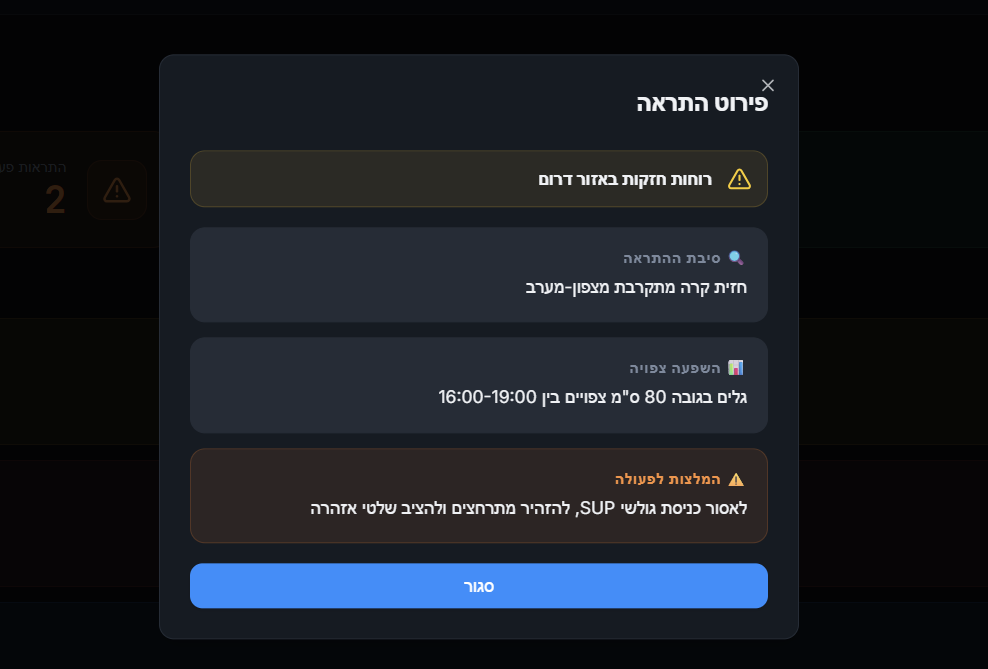 פירוט התראה
רוחות חזקות באזור דרום
סיבת ההתראה
חזית קרה מתקרבת מצפון-מערב
השפעה צפויה
גלים בגובה 80 ס"מ צפויים בין 16:00-19:00
המלצות לפעולה
לאסור כניסת גולשי SUP, להזהיר מתרחצים ולהציב שלטי אזהרה
סגור
התראות
2